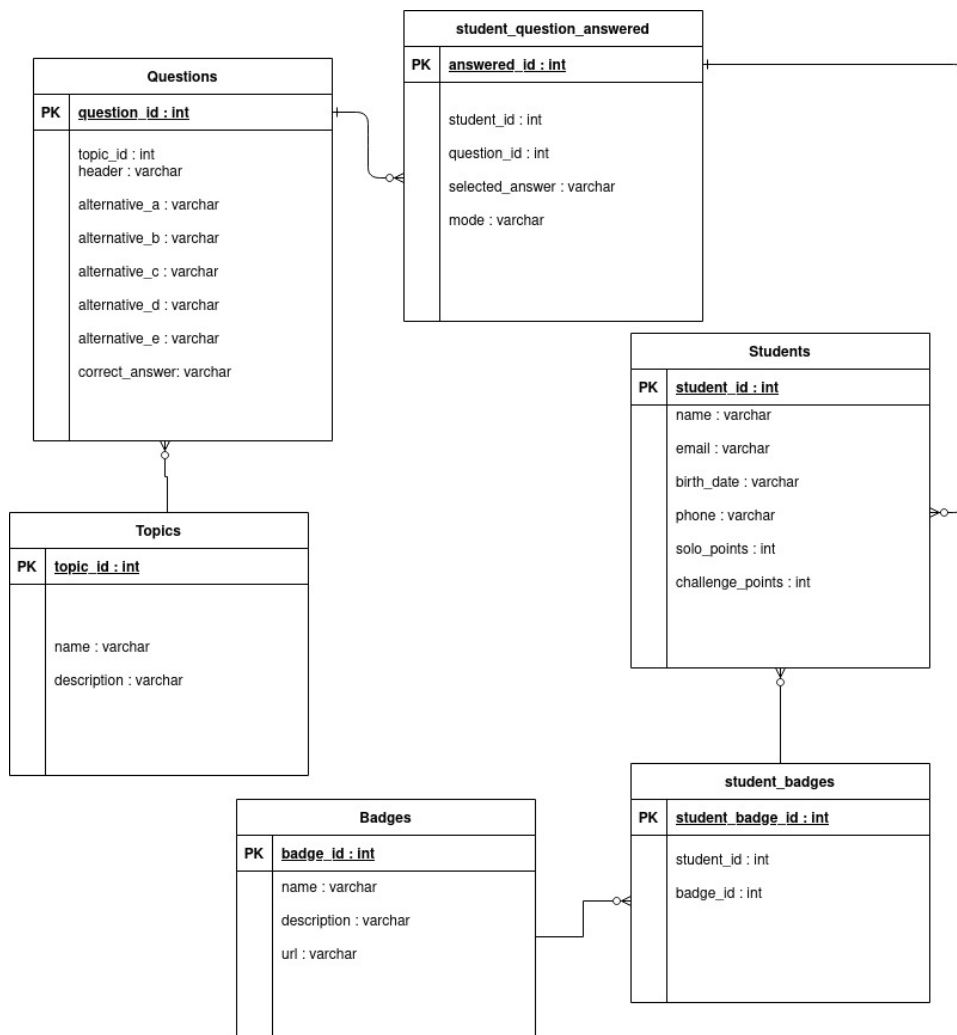 student_question_answered
PK answered_id : int
student_id : int
question_id : int
selected_answer : varchar
mode : varchar
Questions
PK question_id : int
topic_id : int
header : varchar
alternative_a : varchar
alternative_b : varchar
alternative_c : varchar
alternative_d : varchar
alternative_e : varchar
correct_answer: varchar
Students
PK student_id : int
name : varchar
email : varchar
birth_date : varchar
phone : varchar
solo_points : int
challenge_points : int
Topics
PK topic_id : int
name : varchar
description : varchar
student_badges
PK student_badge_id : int
student_id : int
badge_id : int
Badges
PK badge_id : int
name : varchar
description : varchar
url : varchar